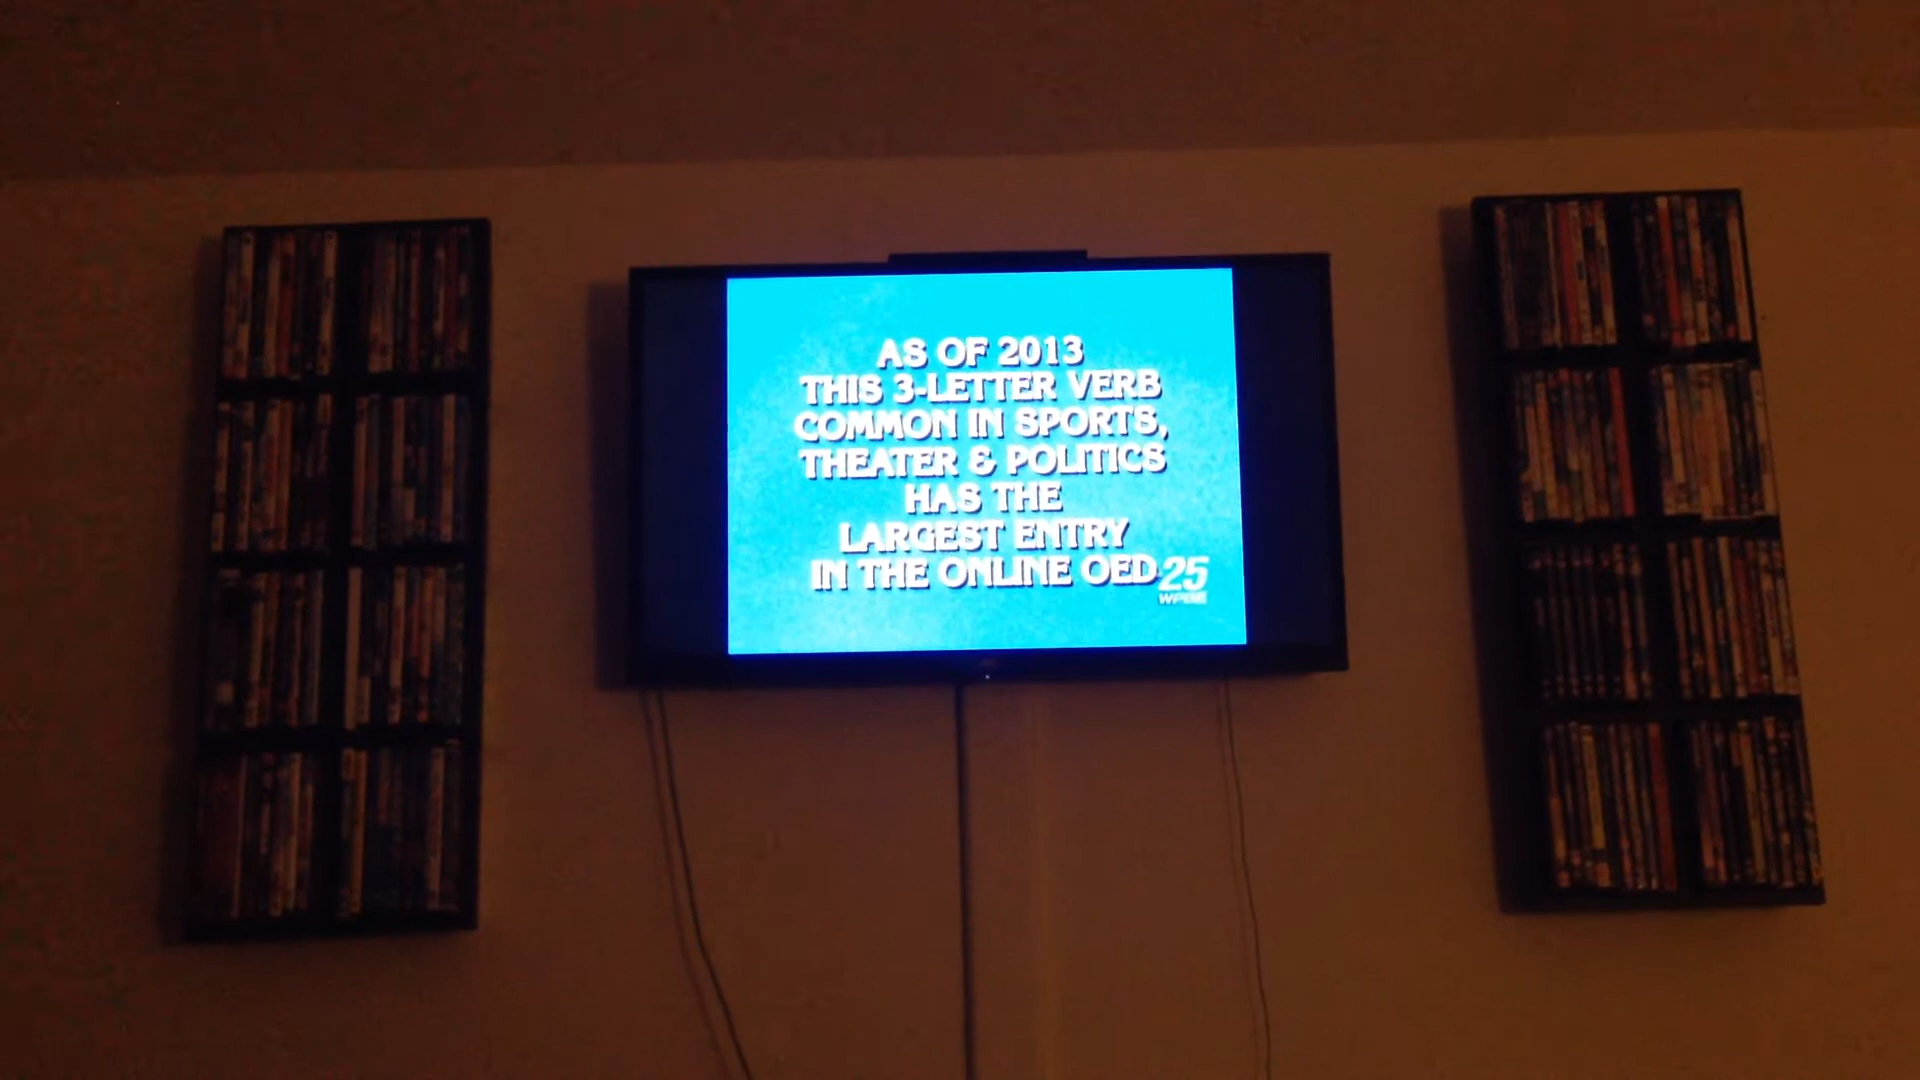 AS OF 2013
THIS 3-LETTER VERB
COMMON IN SPORTS,
THEATER & POLITICS
HAS THE
LARGEST ENTRY
IN THE ONLINE OED
25